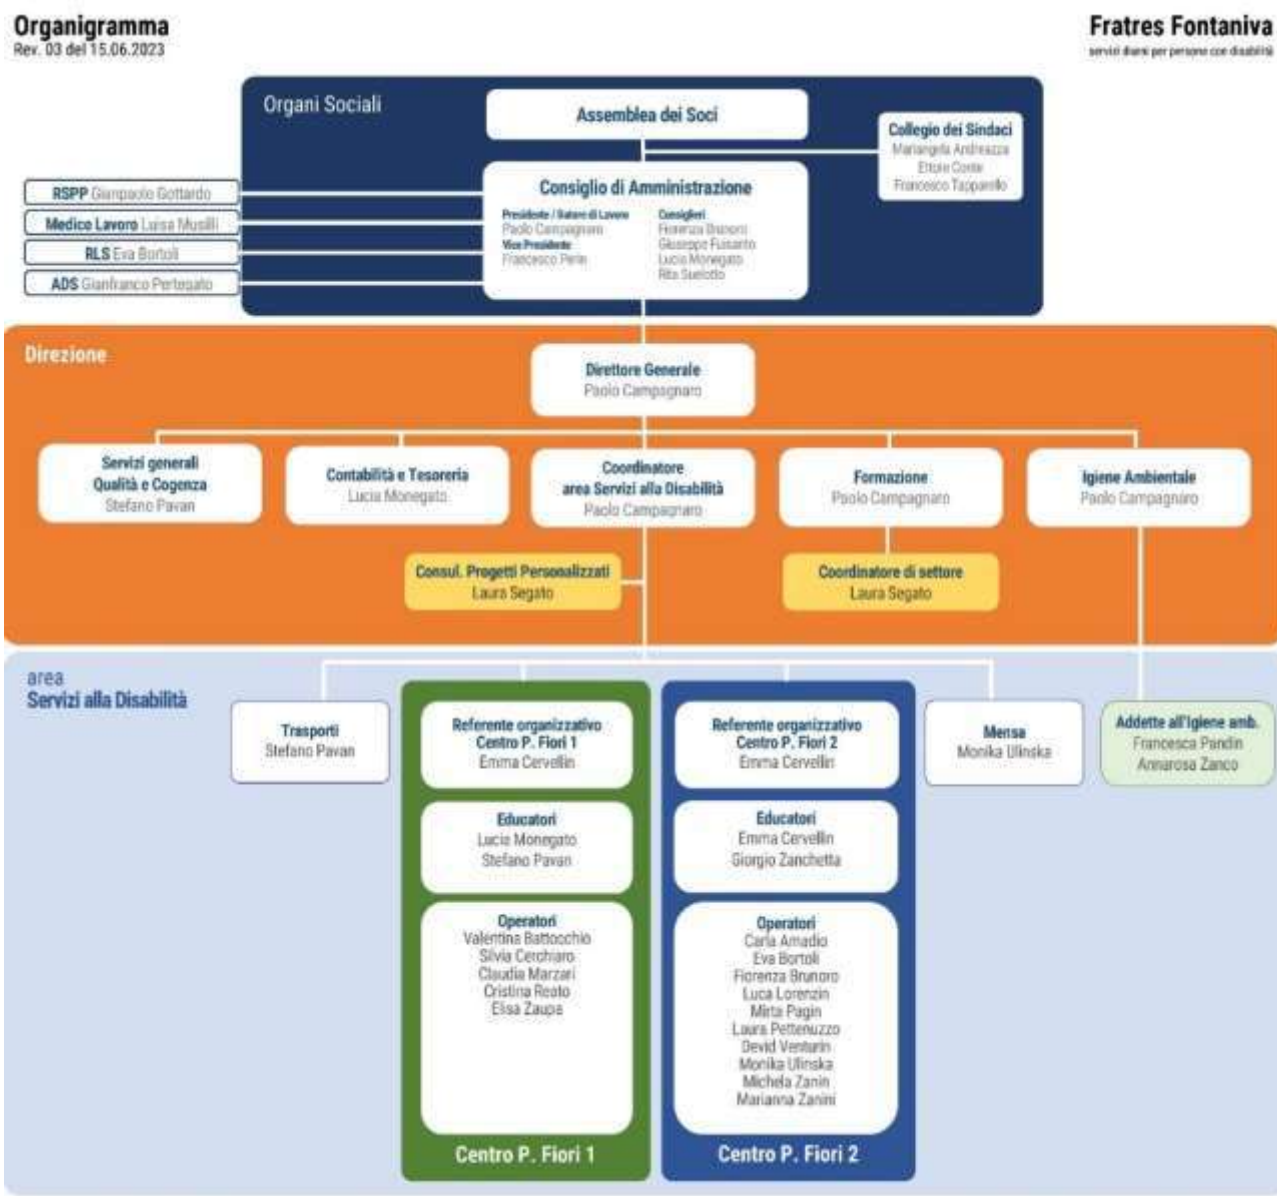 Organigramma
Rev. 03 del 15.06.2023
Fratres Fontaniva
servizi diurni per persone con disabilità
Organi Sociali
Assemblea dei Soci
Collegio dei Sindaci
Mariangela Andreazza
Ettore Conte
Francesco Tapparello
RSPP Gianpaolo Gottardo
Medico Lavoro Luisa Musilli
RLS Eva Bortoli
ADS Gianfranco Pertegato
Consiglio di Amministrazione
Presidente / Datore di Lavoro
Paolo Campagnaro
Vice Presidente
Francesco Perin
Consiglieri
Fiorenza Brunoro
Giuseppe
Lucia Monegato
Rita
Direzione
Direttore Generale
Paolo Campagnaro
Servizi generali
Qualità e Cogenza
Stefano Pavan
Contabilità e Tesoreria
Lucia Monegato
Coordinatore
area Servizi alla Disabilità
Paolo Campagnaro
Formazione
Paolo Campagnaro
Igiene Ambientale
Paolo Campagnaro
Consul. Progetti Personalizzati
Laura Segato
Coordinatore di settore
Laura Segato
area
Servizi alla Disabilità
Trasporti
Stefano Pavan
Referente organizzativo
Centro P. Fiori 1
Emma Cervellin
Educatori
Lucia Monegato
Stefano Pavan
Operatori
Valentina Battocchio
Silvia Cerchiaro
Claudia Marzari
Cristina Reato
Elisa Zaupa
Centro P. Fiori 1
Referente organizzativo
Centro P. Fiori 2
Emma Cervellin
Educatori
Emma Cervellin
Giorgio Zanchetta
Operatori
Carla Amadio
Eva Bortoli
Fiorenza Brunoro
Luca Lorenzin
Mirta Pagin
Laura Pettenuzzo
Devid Venturin
Monika Ulinska
Michela Zanin
Marianna Zanini
Centro P. Fiori 2
Mensa
Monika Ulinska
Addette all'Igiene amb.
Francesca Pandin
Annarosa Zanco